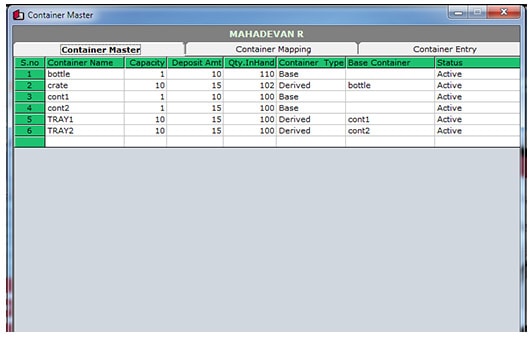 Container Master
MAHADEVAN R
Container Master Container Mapping Container Entry
S.no Container Name Capacity Deposit Amt Qty.InHand Container Type Base Container Status
1 bottle 1 10 110 Base Active
2 crate 10 15 102 Derived bottle Active
3 cont1 1 10 100 Base Active
4 cont2 1 15 100 Base Active
5 TRAY1 10 15 100 Derived cont1 Active
6 TRAY2 10 15 100 Derived cont2 Active